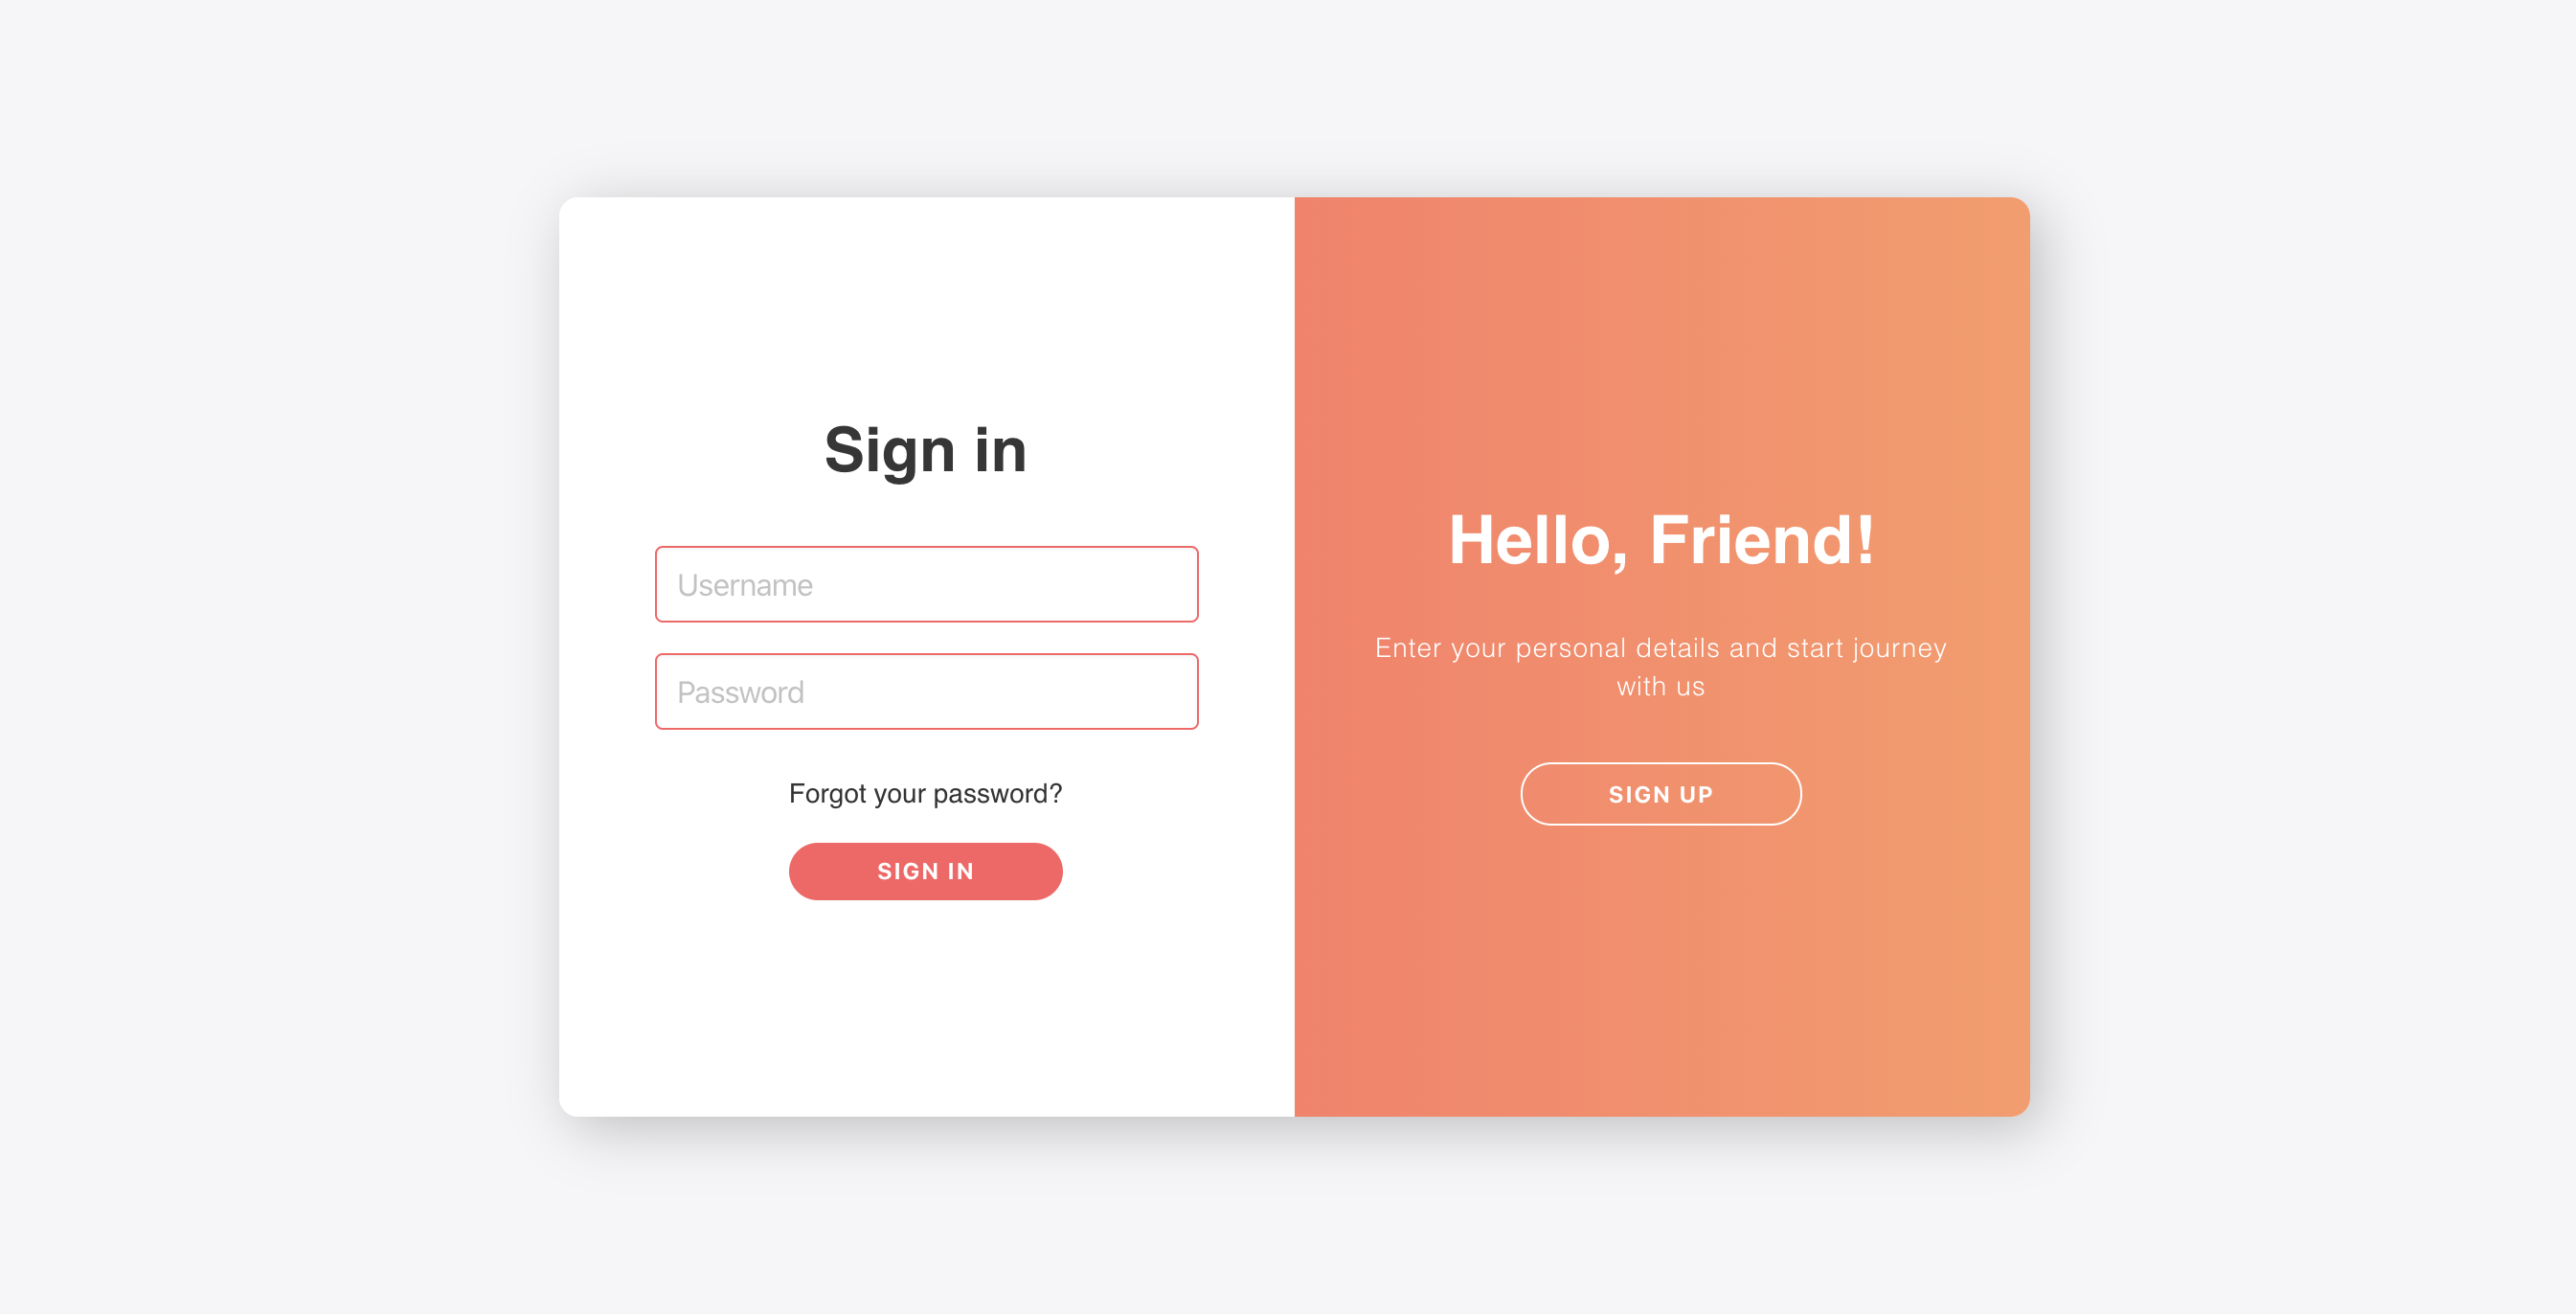 Sign in
Username
Password
Forgot your password?
SIGN IN
Hello, Friend!
Enter your personal details and start journey
with us
SIGN UP